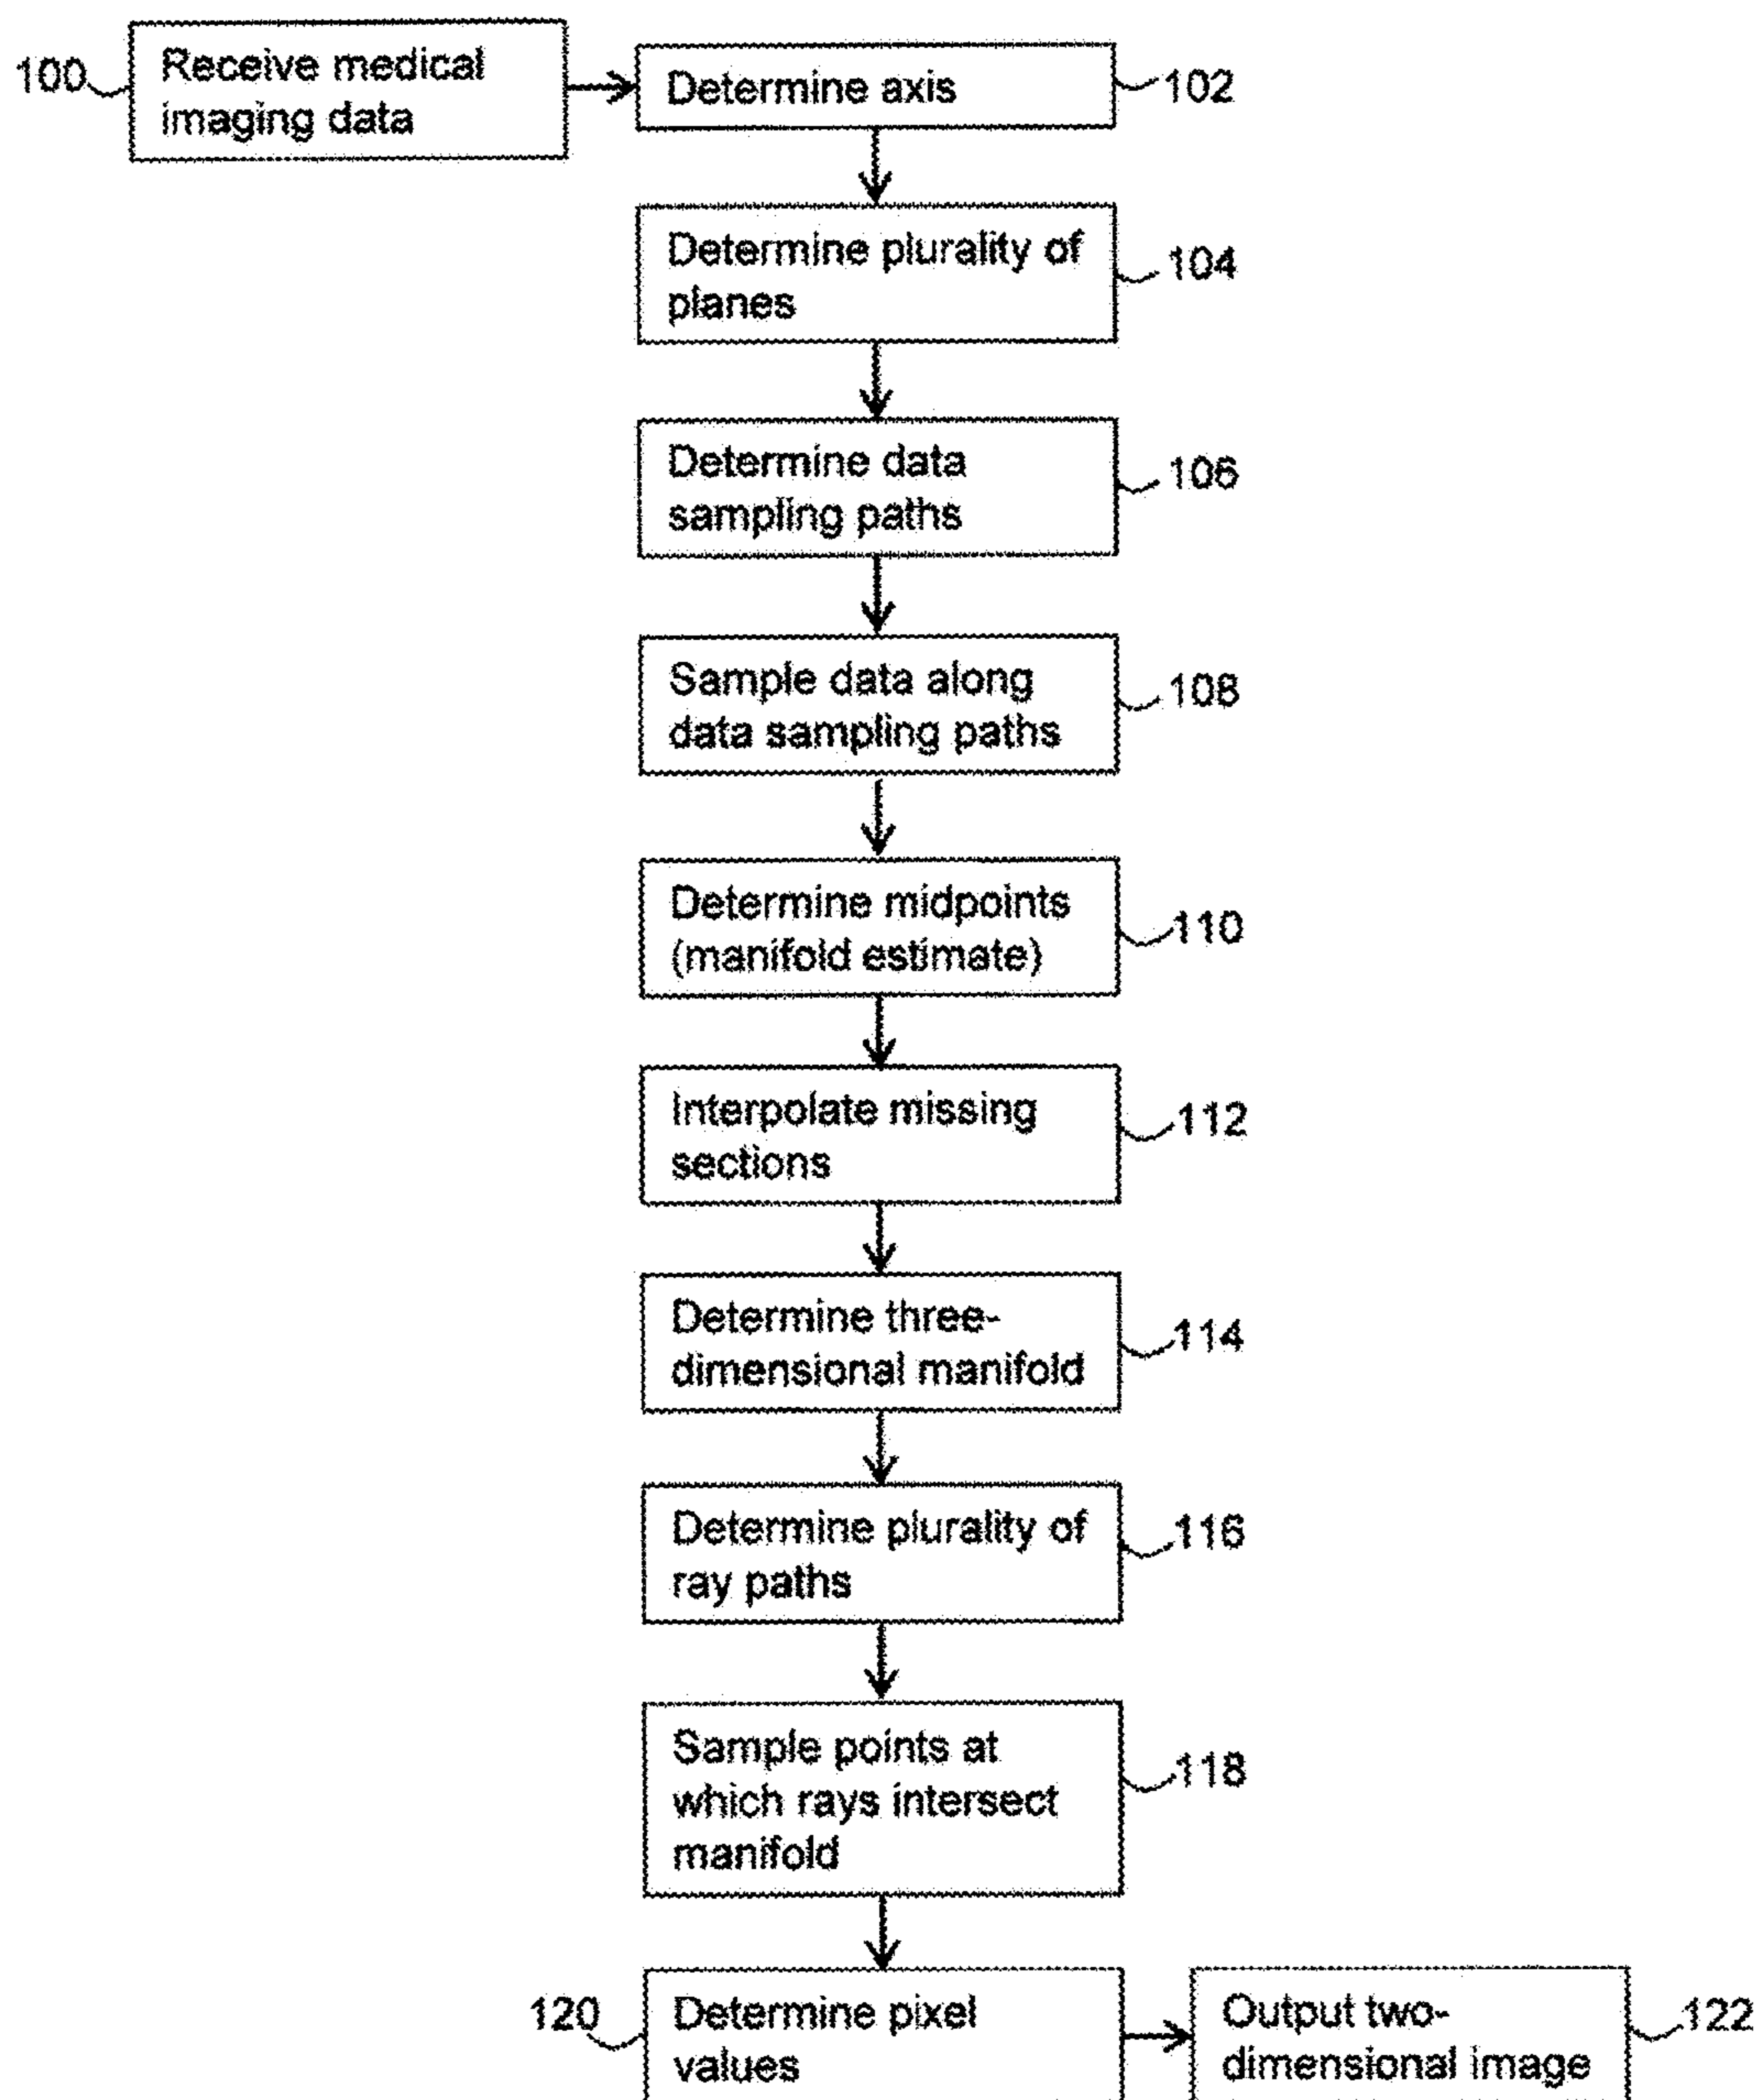 100
Receive medical
imaging data
Determine axis
102
Determine plurality of
planes
104
Determine data
sampling paths
106
Sample data along
data sampling paths
108
Determine midpoints
(manifold estimate)
110
Interpolate missing
sections
112
Determine three-
dimensional manifold
114
Determine plurality of
ray paths
116
Sample points at
which rays intersect
manifold
118
120
Determine pixel
values
Output two-
dimensional image
122